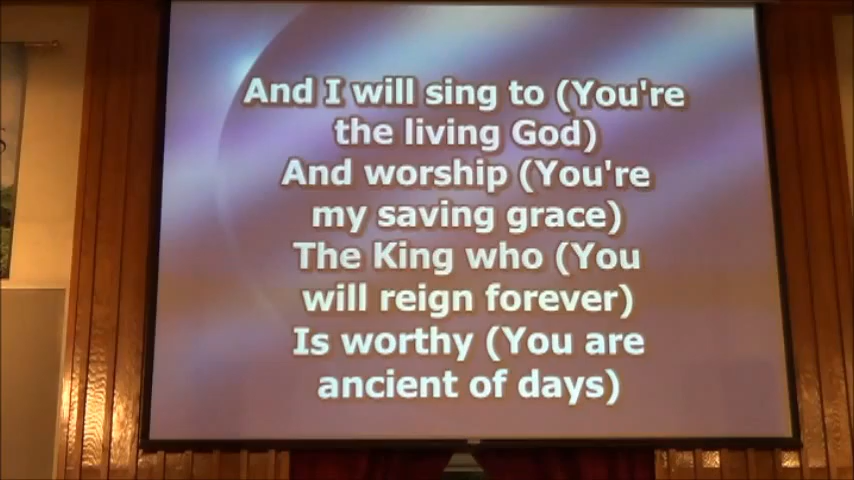 And I will sing to (You're
the living God)
And worship (You're
my saving grace)
The King who (You
will reign forever)
Is worthy (You are
ancient of days)